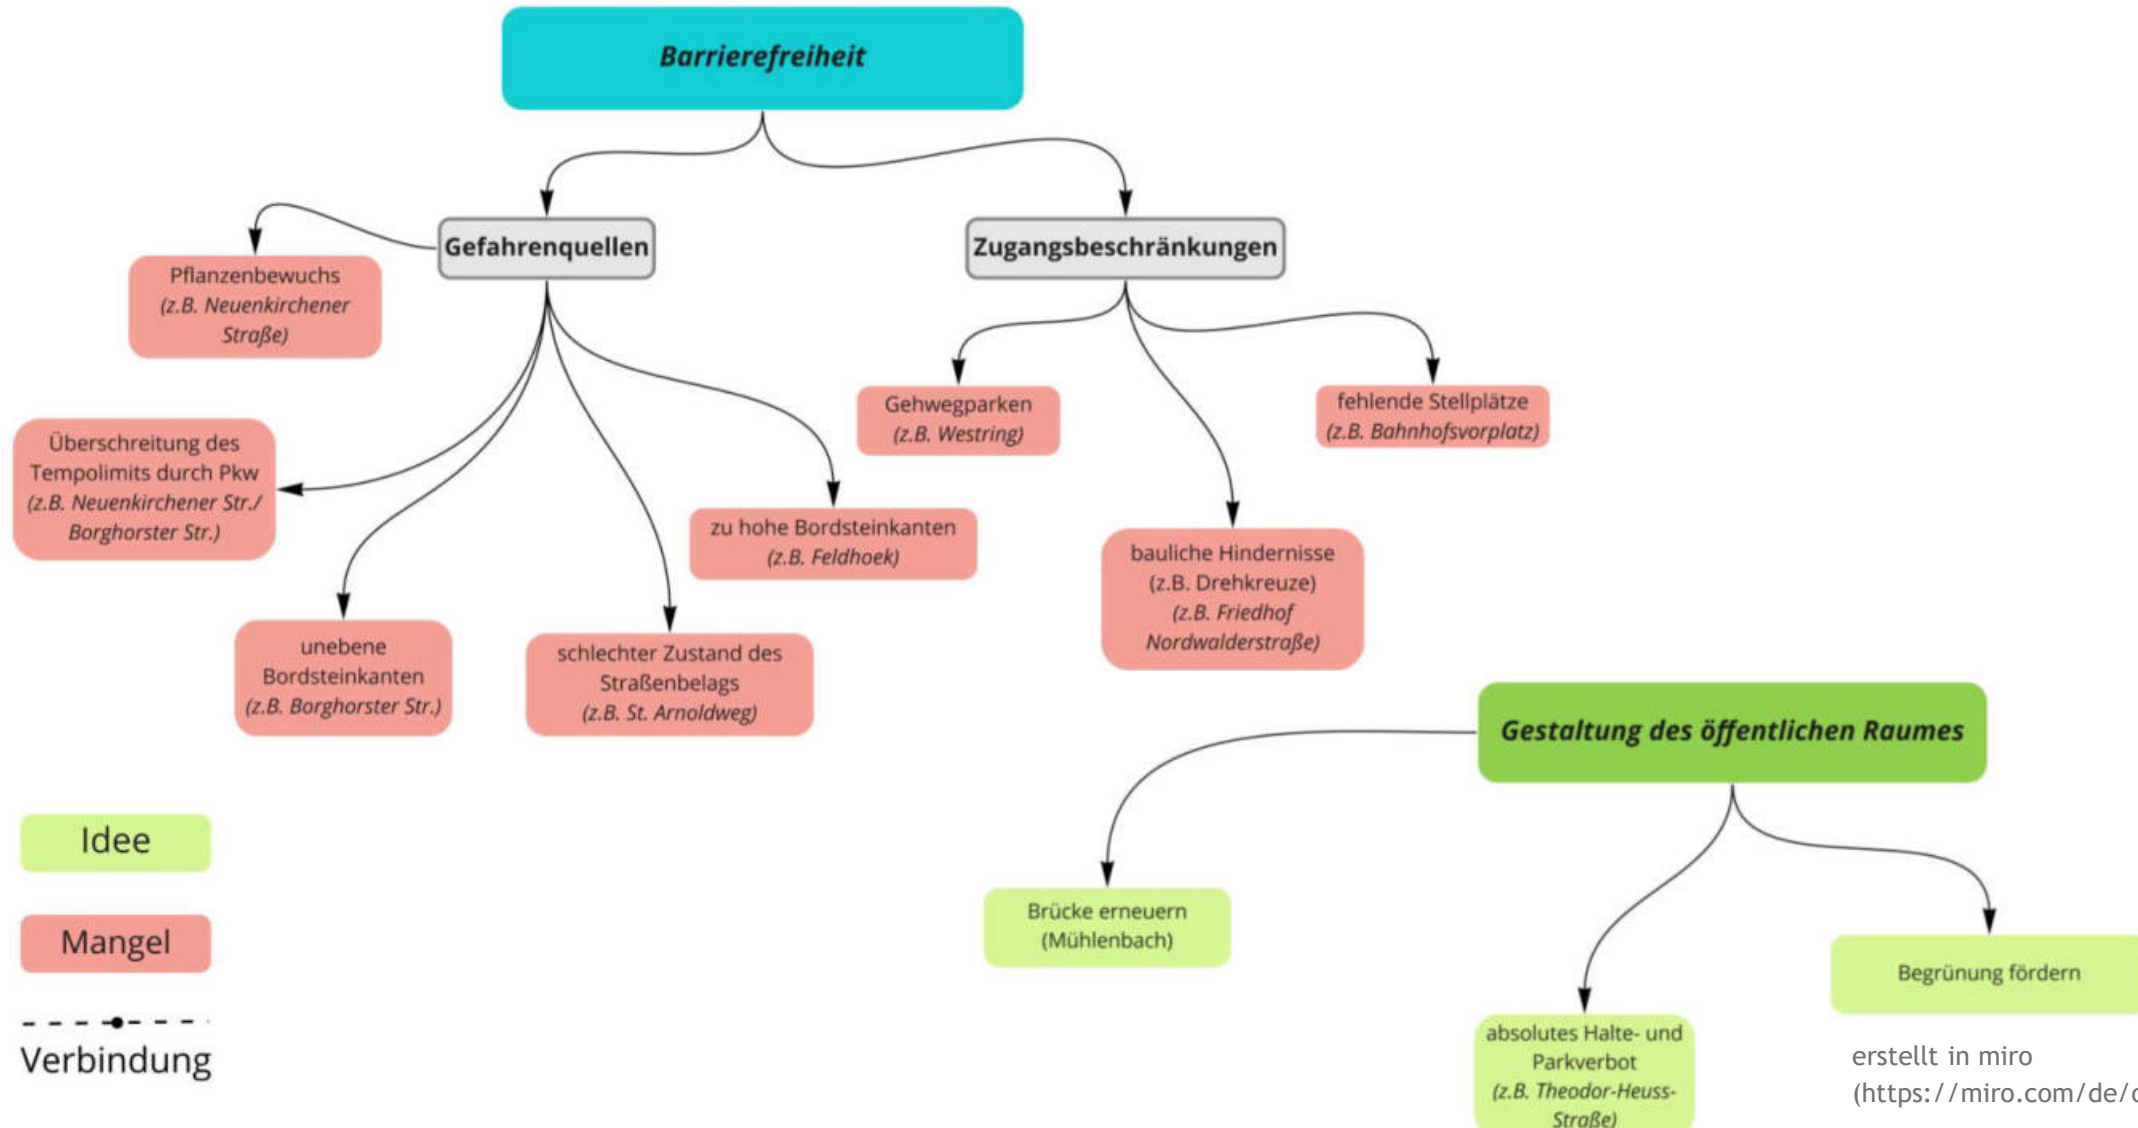 Barrierefreiheit
Gefahrenquellen
Zugangsbeschränkungen
Pflanzenbewuchs
(z.B. Neuenkirchener
Straße)
Überschreitung des
Tempolimits durch Pkw
(z.B. Neuenkirchener Str./
Borghorster Str.)
unebene
Bordsteinkanten
(z.B. Borghorster Str.)
schlechter Zustand des
Straßenbelags
(z.B. St. Arnoldweg)
zu hohe Bordsteinkanten
(z.B. Feldhoek)
Gehwegparken
(z.B. Westring)
bauliche Hindernisse
(z.B. Drehkreuze)
(z.B. Friedhof
Nordwalderstraße)
fehlende Stellplätze
(z.B. Bahnhofsvorplatz)
Gestaltung des öffentlichen Raumes
Brücke erneuern
(Mühlenbach)
absolutes Halte- und
Parkverbot
(z.B. Theodor-Heuss-
Straße)
Begrünung fördern
Idee
Mangel
Verbindung
erstellt in miro
(https://miro.com/de/